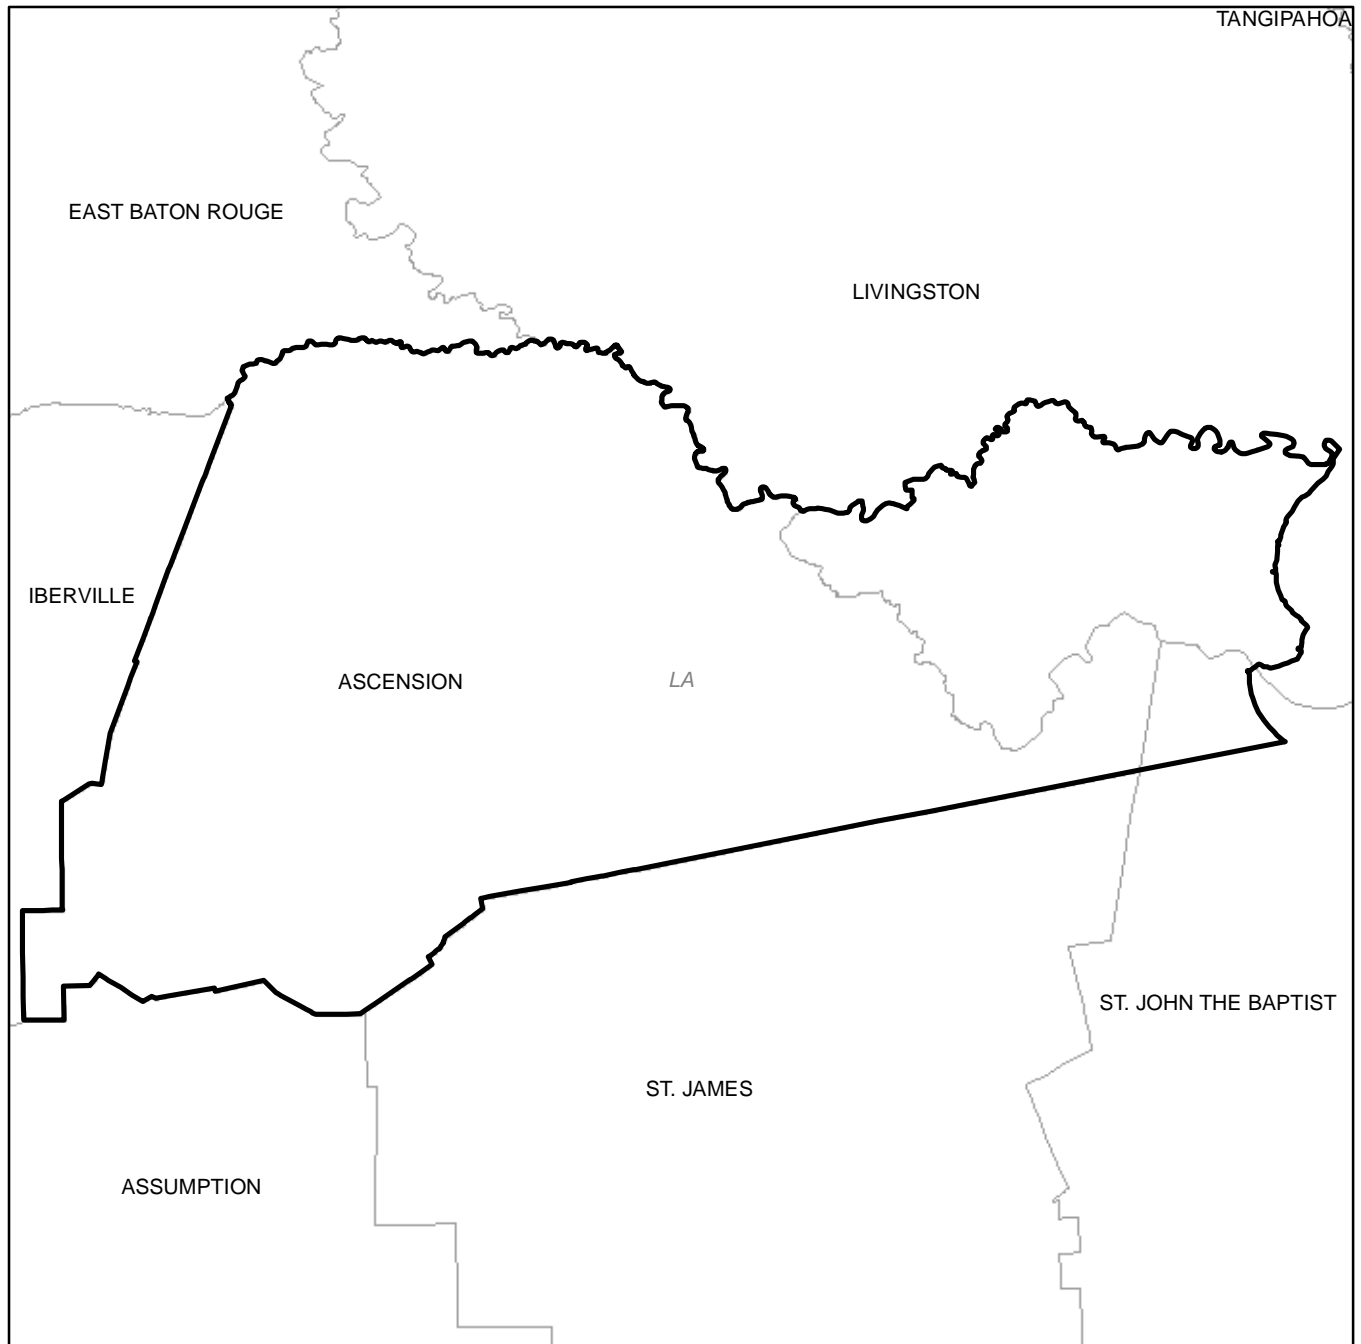 TANGIPAHOA
EAST BATON ROUGE
LIVINGSTON
IBERVILLE
ASCENSION
LA
ST. JOHN THE BAPTIST
ST. JAMES
ASSUMPTION